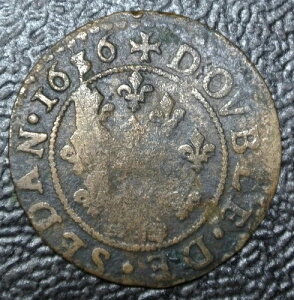 + DOVBLE · DE · SEDAN · 1636